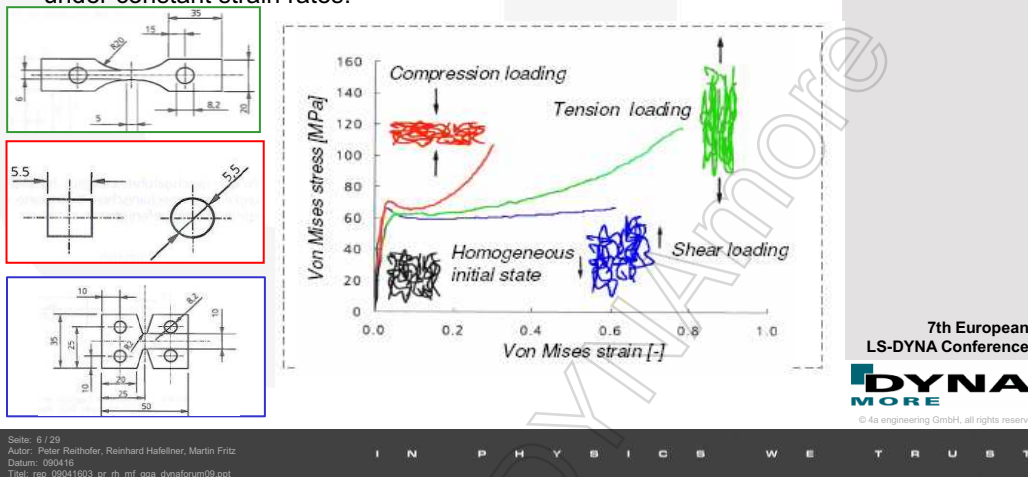 under constant strain rates.
35
15
R20
6
5
8,2
20
5.5
5,5
10
8,2
10
35
25
R2
10
20
25
50
Von Mises stress [MPa]
160
140
120
100
80
60
40
20
0
Compression loading
Tension loading
Homogeneous
initial state
Shear loading
0.0 0.2 0.4 0.6 0.8 1.0
Von Mises strain [-]
DYNAmore
7th European
LS-DYNA Conference
DYNA
MORE
© 4a engineering GmbH, all rights reserv
Seite: 6 / 29
Autor: Peter Reithofer, Reinhard Hafellner, Martin Fritz
Datum: 090416
Titel: rep_09041603_pr_rh_mf_gga_dynaforum09.ppt
I N P H Y S I C S W E T R U S T